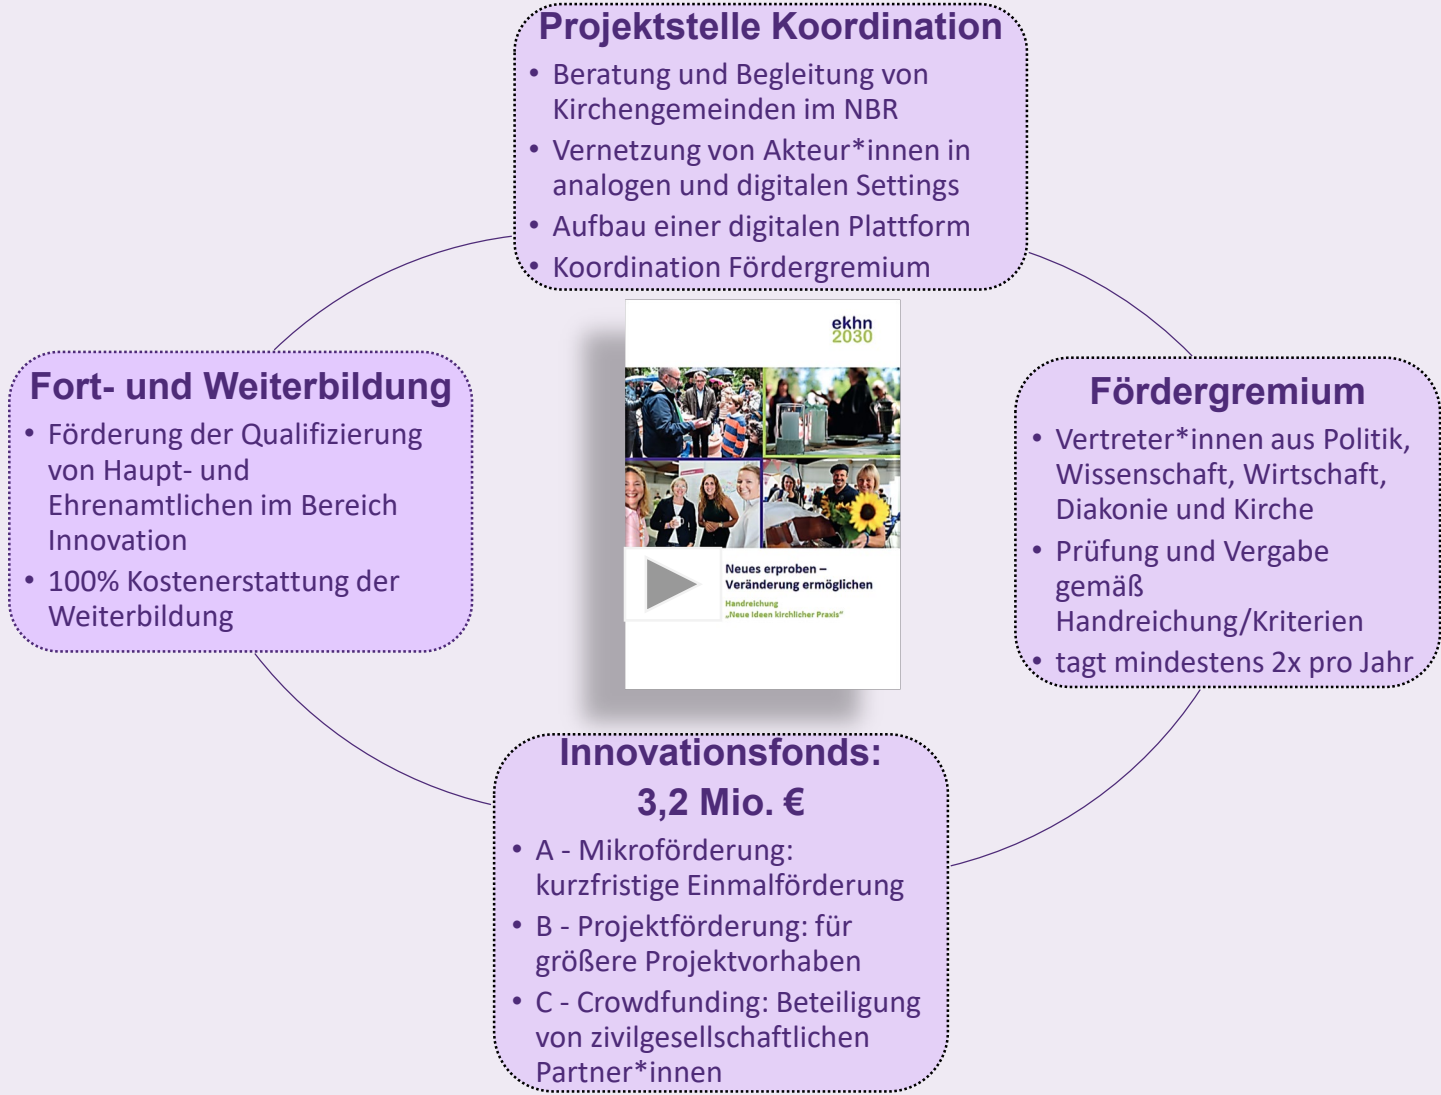 Projektstelle Koordination
• Beratung und Begleitung von
Kirchengemeinden im NBR
• Vernetzung von Akteur*innen in
analogen und digitalen Settings
• Aufbau einer digitalen Plattform
• Koordination Fördergremium
Fort- und Weiterbildung
• Förderung der Qualifizierung
von Haupt- und
Ehrenamtlichen im Bereich
Innovation
• 100% Kostenerstattung der
Weiterbildung
ekhn
2030
Neues erproben –
Veränderung ermöglichen
Handreichung
„Neue Ideen kirchlicher Praxis“
Fördergremium
• Vertreter*innen aus Politik,
Wissenschaft, Wirtschaft,
Diakonie und Kirche
• Prüfung und Vergabe
gemäß
Handreichung/Kriterien
• tagt mindestens 2x pro Jahr
Innovationsfonds:
3,2 Mio. €
• A - Mikroförderung:
kurzfristige Einmalförderung
• B - Projektförderung: für
größere Projektvorhaben
• C - Crowdfunding: Beteiligung
von zivilgesellschaftlichen
Partner*innen